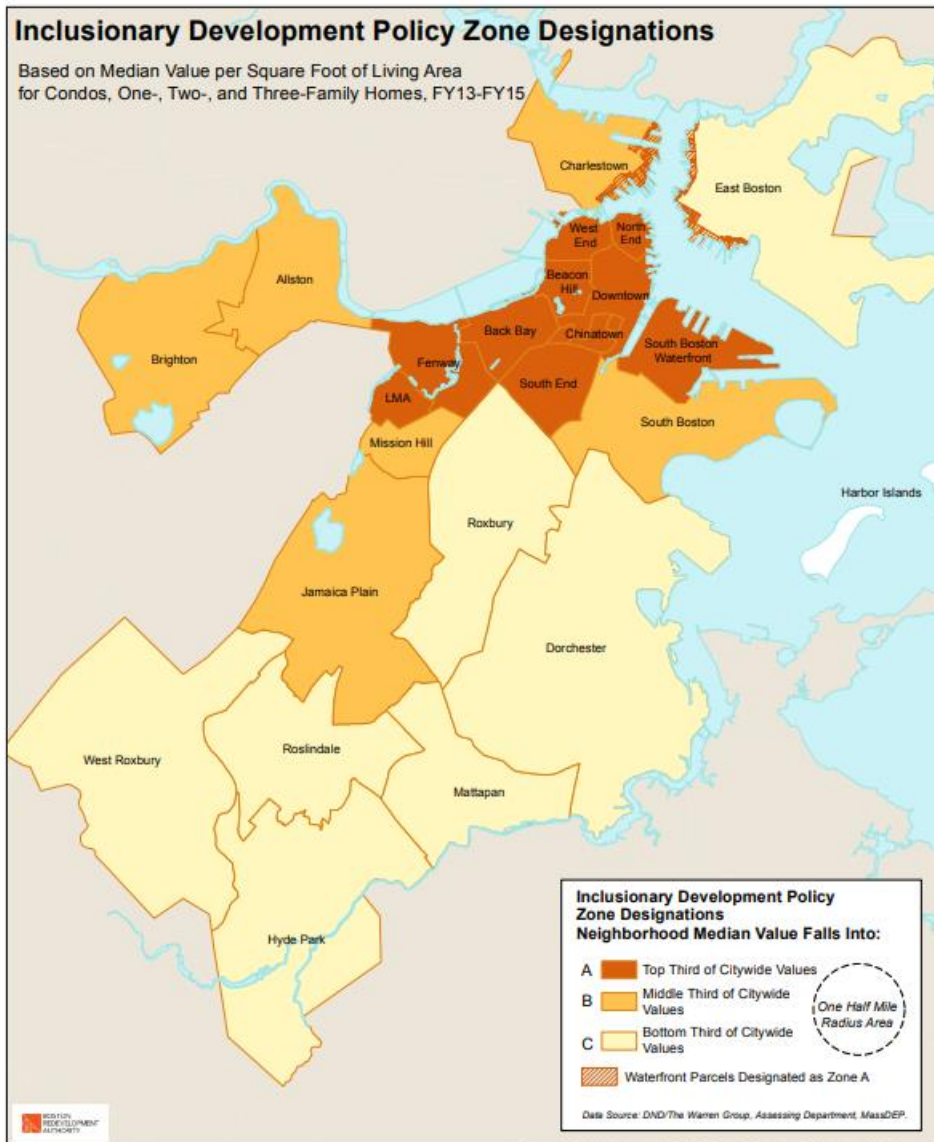 Inclusionary Development Policy Zone Designations
Based on Median Value per Square Foot of Living Area
for Condos, One-, Two-, and Three-Family Homes, FY13-FY15
Charlestown
East Boston
West
End
North
End
Allston
Beacon
Hill
Downtown
Back Bay
Chinatown
South Boston
Waterfront
Brighton
Fenway
South End
LMA
South Boston
Mission Hill
Harbor Islands
Roxbury
Jamaica Plain
Dorchester
West Roxbury
Roslindale
Mattapan
Hyde Park
Inclusionary Development Policy
Zone Designations
Neighborhood Median Value Falls Into:
A Top Third of Citywide Values
B Middle Third of Citywide
Values
C Bottom Third of Citywide
Values
One Half Mile
Radius Area
Waterfront Parcels Designated as Zone A
Data Source: DND/The Warren Group, Assessing Department, MassDEP.
BOSTON
REDEVELOPMENT
AUTHORITY